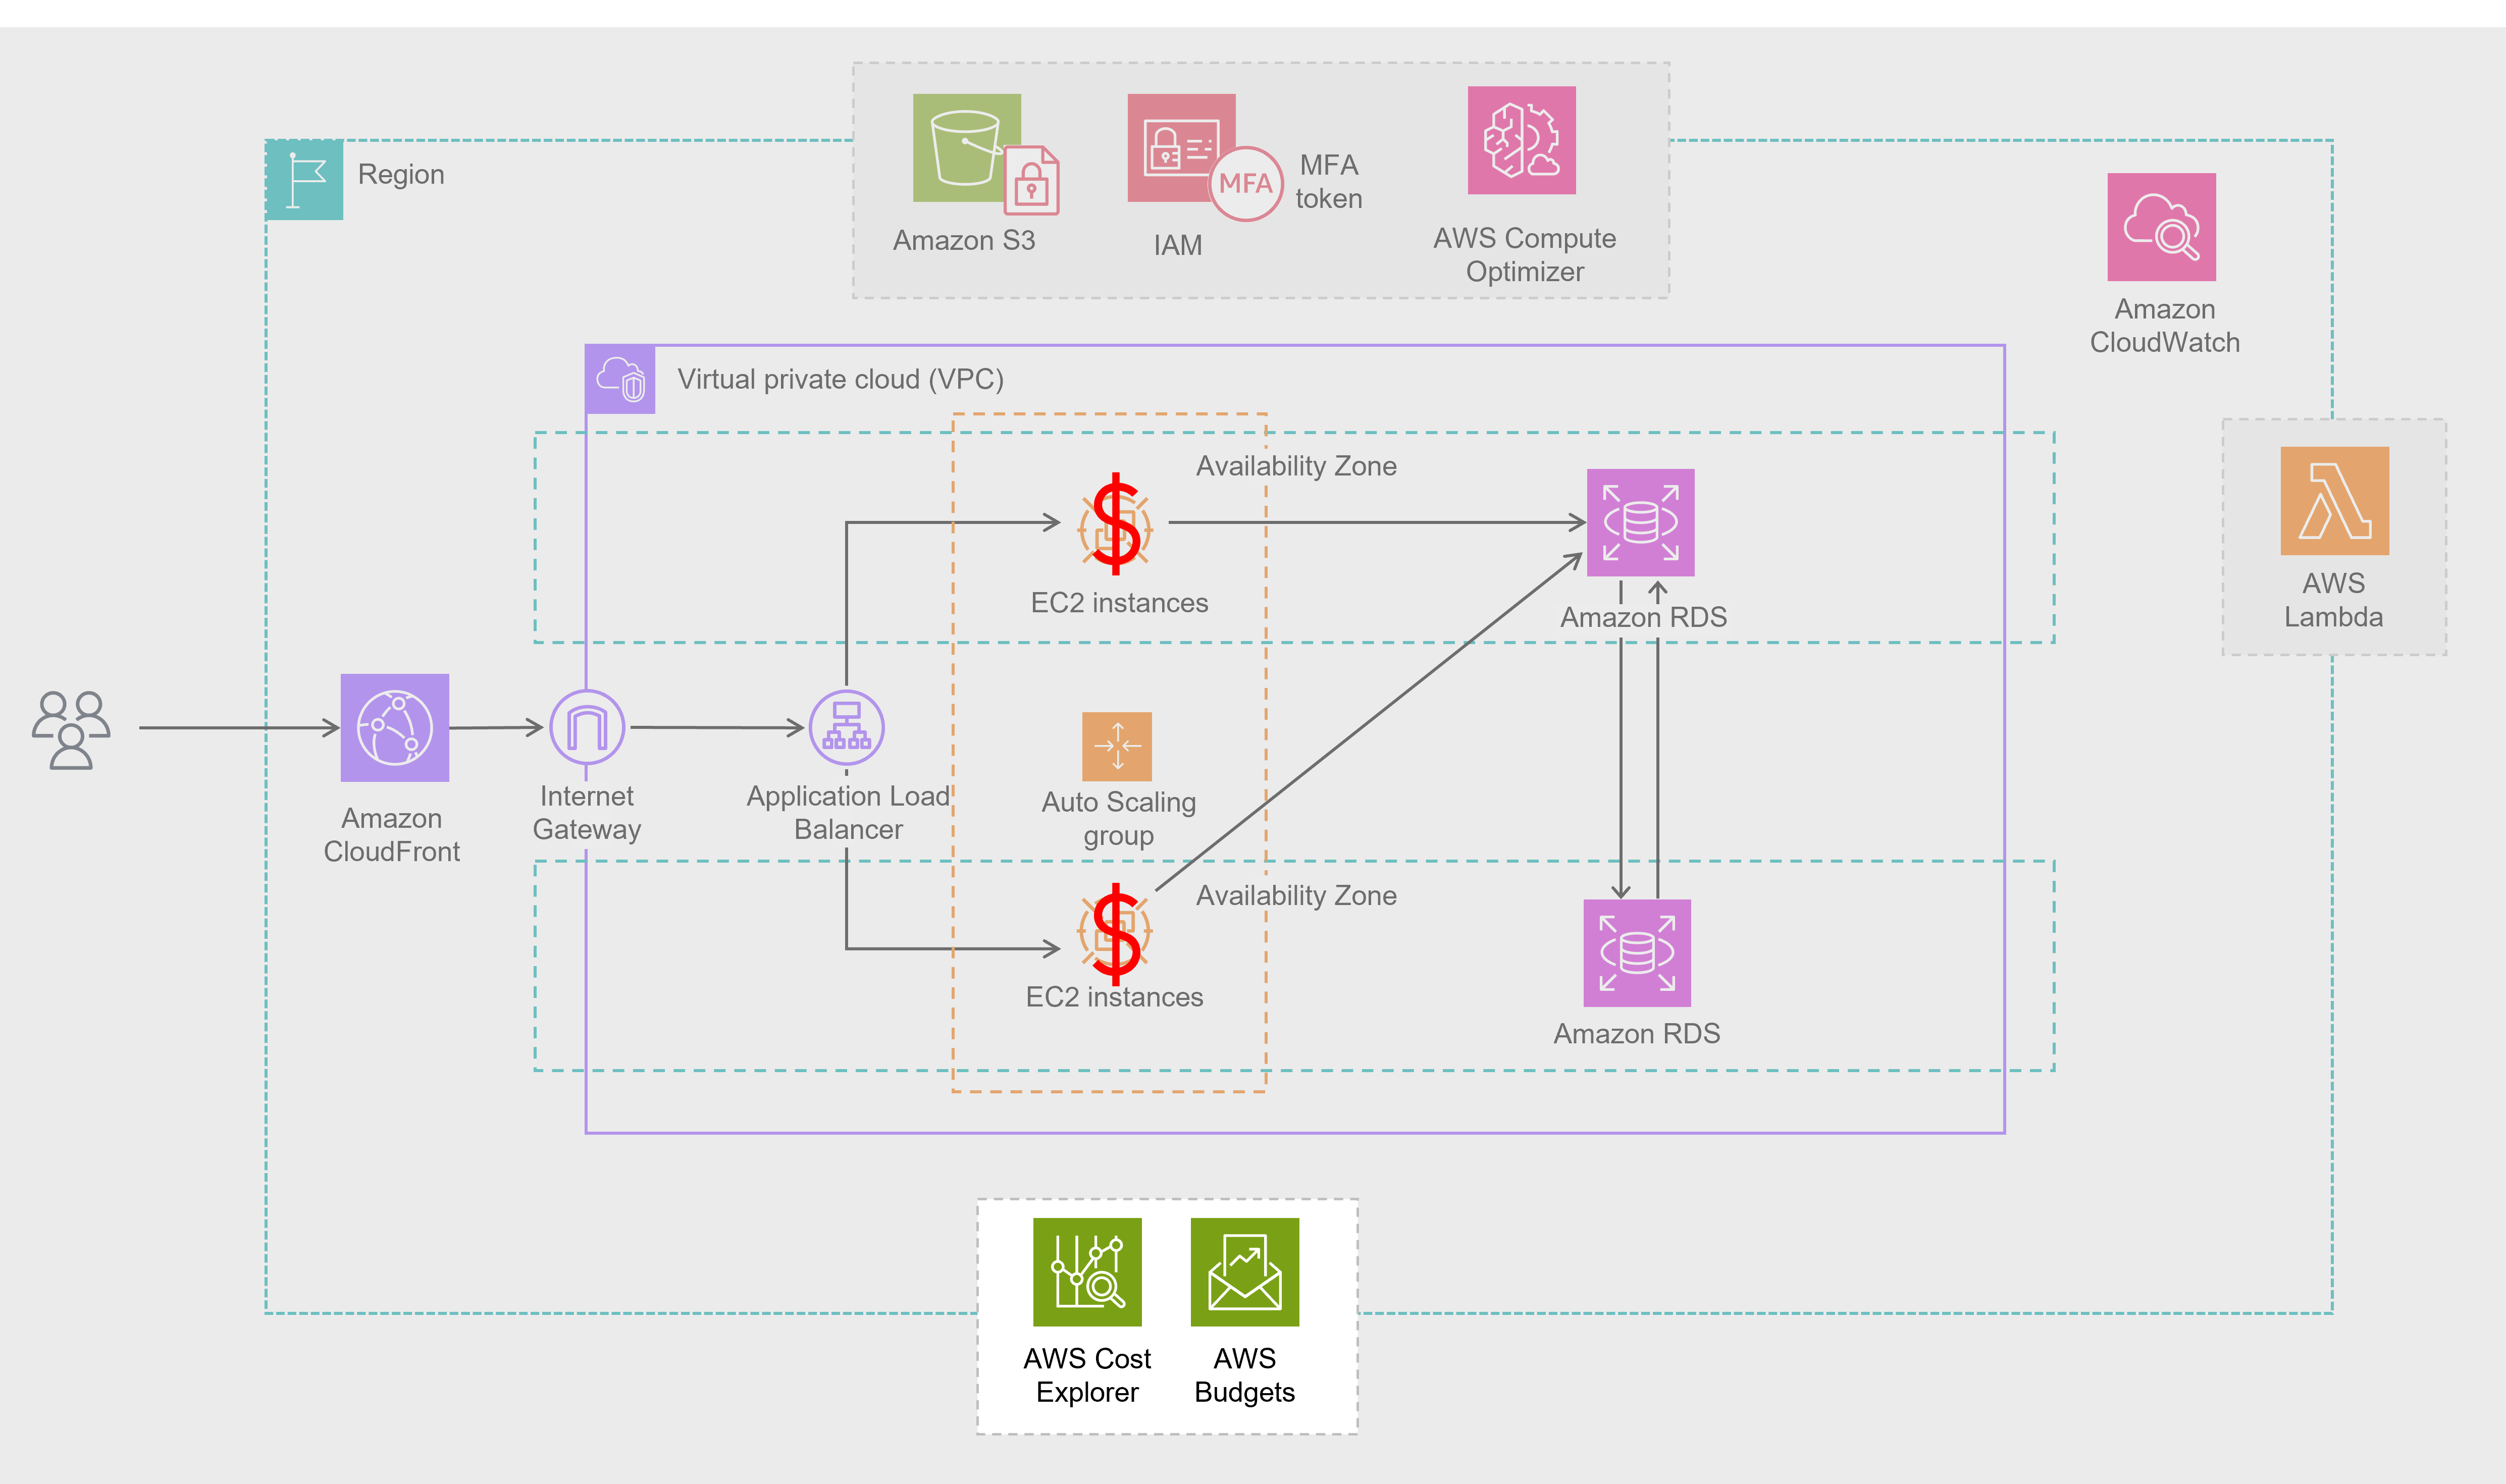 Region
Amazon S3
IAM
MFA
MFA
token
AWS Compute
Optimizer
Amazon
CloudWatch
Virtual private cloud (VPC)
Availability Zone
$
EC2 instances
Amazon RDS
AWS
Lambda
Amazon
CloudFront
Internet
Gateway
Application Load
Balancer
Auto Scaling
group
Availability Zone
$
EC2 instances
Amazon RDS
AWS Cost
Explorer
AWS
Budgets